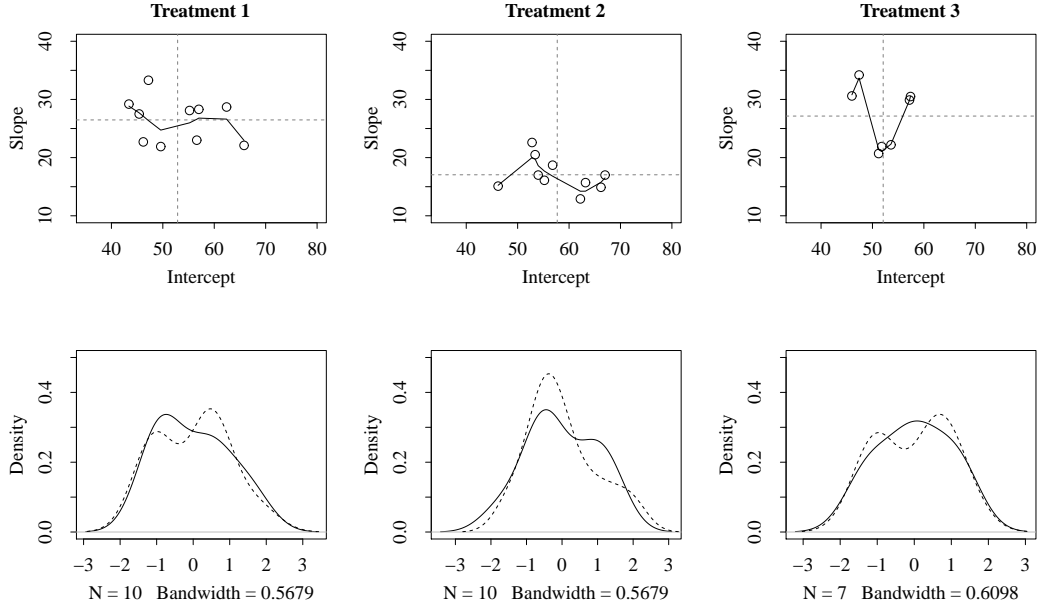 Treatment 1
Slope
10 20 30 40
40 50 60 70 80
Intercept
Treatment 2
Slope
10 20 30 40
40 50 60 70 80
Intercept
Treatment 3
Slope
10 20 30 40
40 50 60 70 80
Intercept
Density
0.0 0.2 0.4
−3 −2 −1 0 1 2 3
N = 10 Bandwidth = 0.5679
Density
0.0 0.2 0.4
−3 −2 −1 0 1 2 3
N = 10 Bandwidth = 0.5679
Density
0.0 0.2 0.4
−3 −2 −1 0 1 2 3
N = 7 Bandwidth = 0.6098